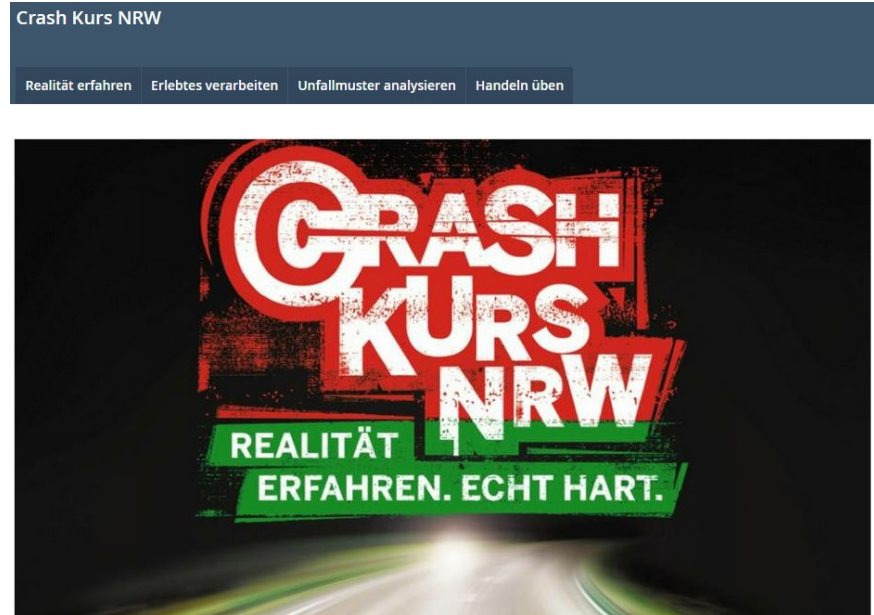 Crash Kurs NRW
Realität erfahren Erlebtes verarbeiten Unfallmuster analysieren Handeln üben
CRASH
KURS
NRW
REALITÄT
ERFAHREN. ECHT HART.